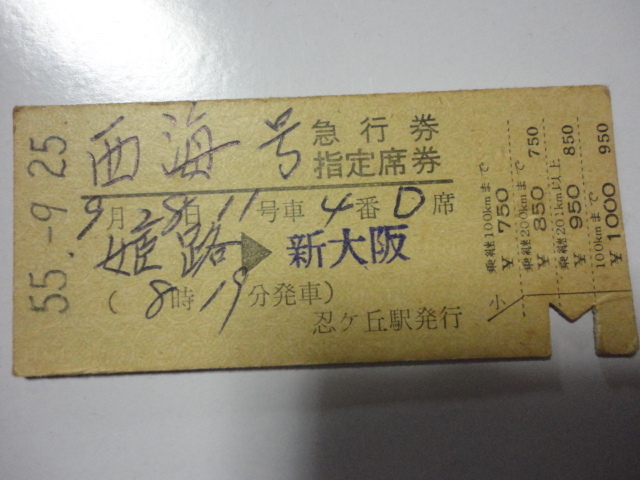 55.-9.25.
西海号 急行券
指定席券
9月28日11号車4番D席
姫路▶新大阪
(8時19分発車)
忍ケ丘駅発行
乗継100kmまで
¥750
乗継200kmまで 750
¥850
乗継201km以上 850
¥950
100kmまで 950
¥1000
小